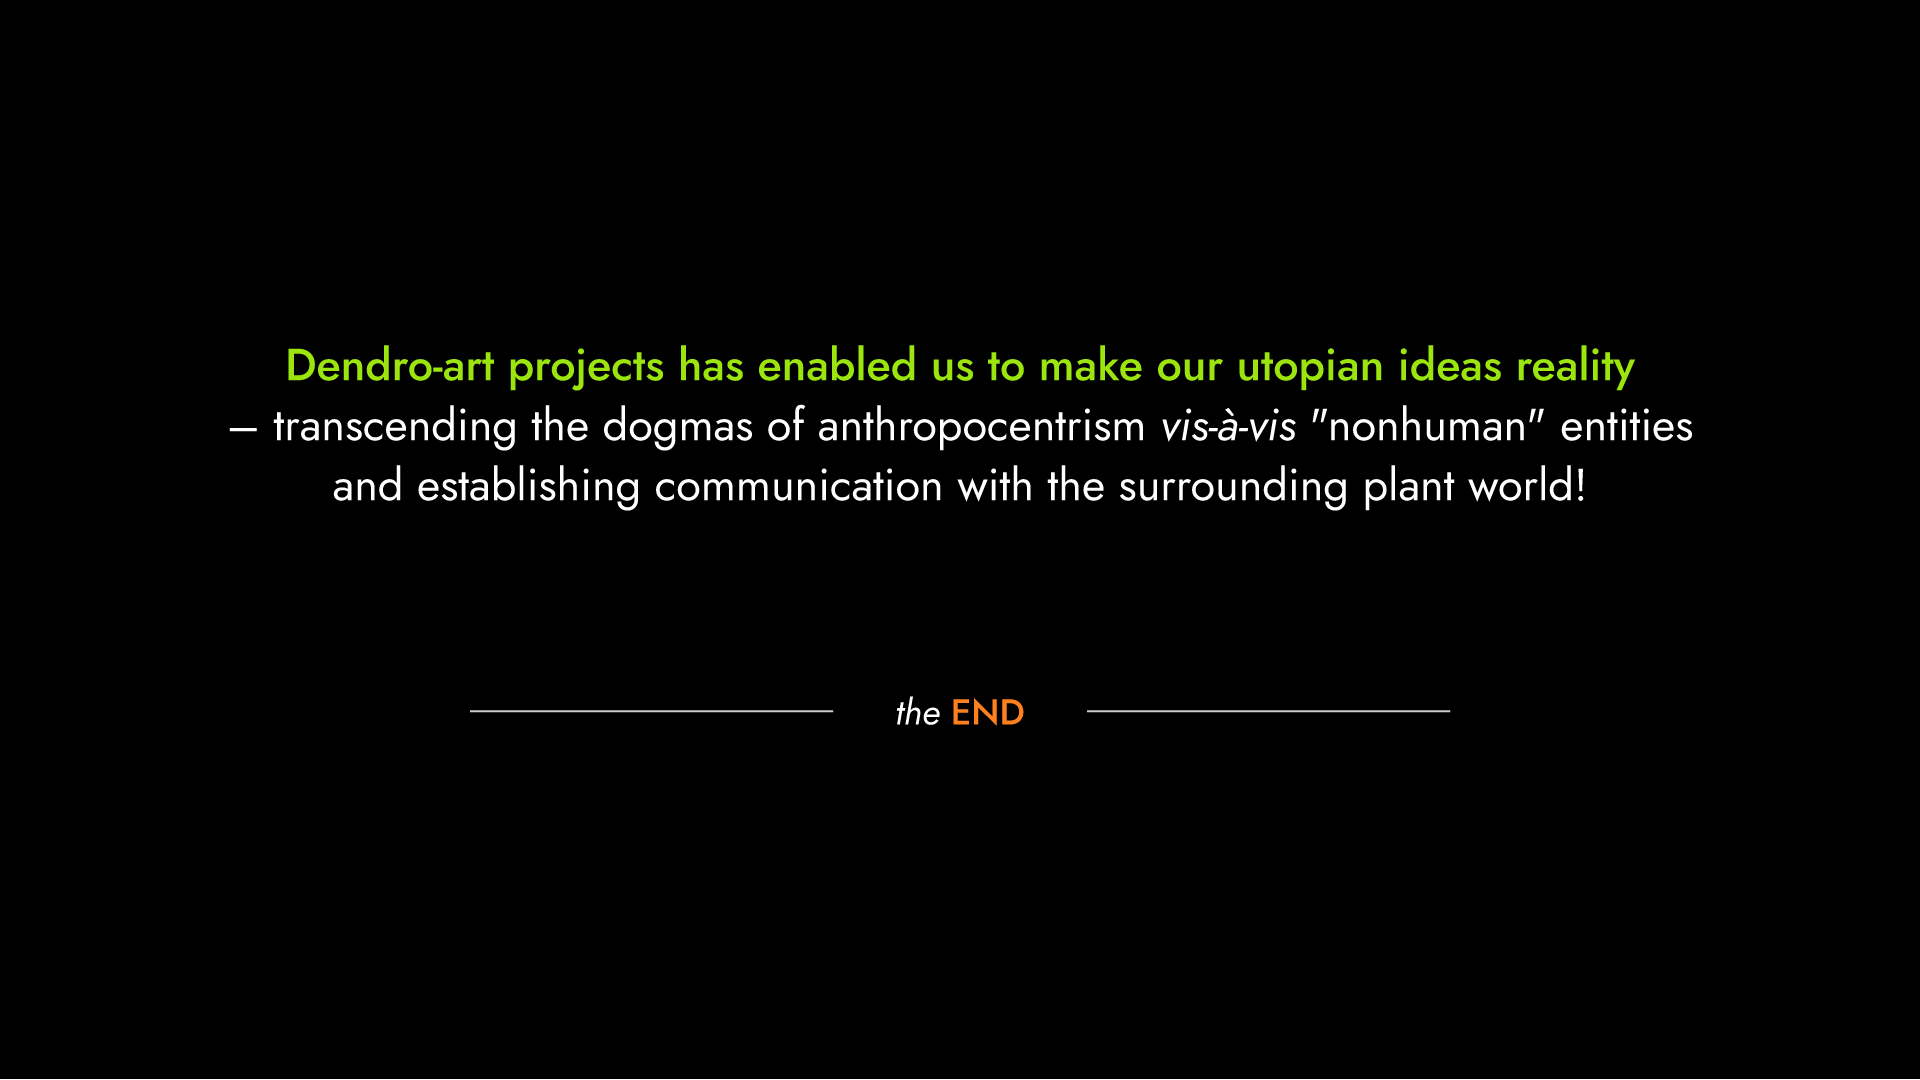 Dendro-art projects has enabled us to make our utopian ideas reality
– transcending the dogmas of anthropocentrism vis-à-vis "nonhuman" entities
and establishing communication with the surrounding plant world!
the END